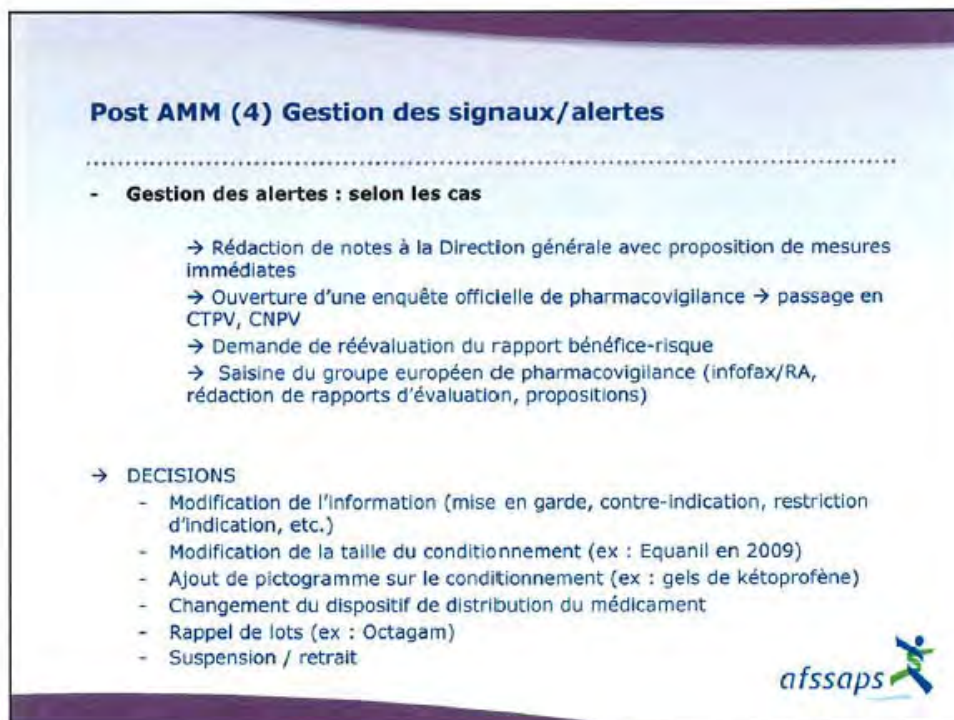 Post AMM (4) Gestion des signaux/alertes
- Gestion des alertes : selon les cas
→ Rédaction de notes à la Direction générale avec proposition de mesures
immédiates
→ Ouverture d'une enquête officielle de pharmacovigilance → passage en
CTPV, CNPV
→ Demande de réévaluation du rapport bénéfice-risque
→ Saisine du groupe européen de pharmacovigilance (infofax/RA,
rédaction de rapports d'évaluation, propositions)
→ DECISIONS
- Modification de l'information (mise en garde, contre-indication, restriction
d'indication, etc.)
- Modification de la taille du conditionnement (ex : Equanil en 2009)
- Ajout de pictogramme sur le conditionnement (ex : gels de kétoprofène)
- Changement du dispositif de distribution du médicament
- Rappel de lots (ex : Octagam)
- Suspension / retrait
afssaps